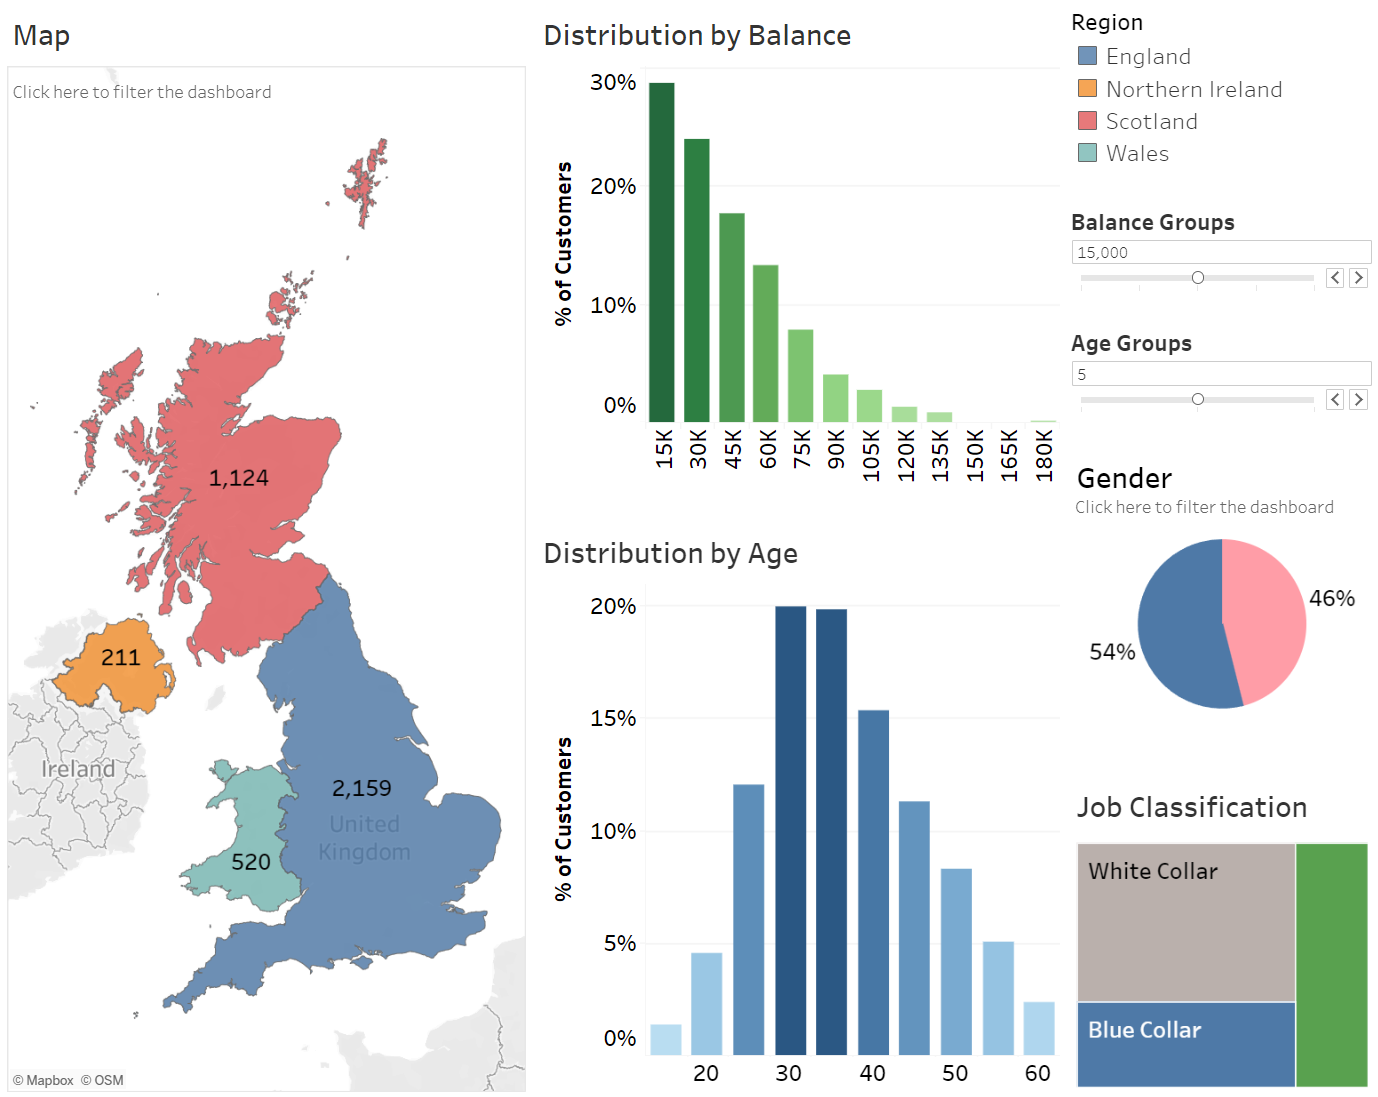 Map
Click here to filter the dashboard
1,124
211
Ireland
2,159
United
Kingdom
520
© Mapbox © OSM
Distribution by Balance
% of Customers
30%
20%
10%
0%
15K 30K 45K 60K 75K 90K 105K 120K 135K 150K 165K 180K
Distribution by Age
% of Customers
20%
15%
10%
5%
0%
20 30 40 50 60
Region
England
Northern Ireland
Scotland
Wales
Balance Groups
15,000
Age Groups
5
Gender
Click here to filter the dashboard
46%
54%
Job Classification
White Collar
Blue Collar